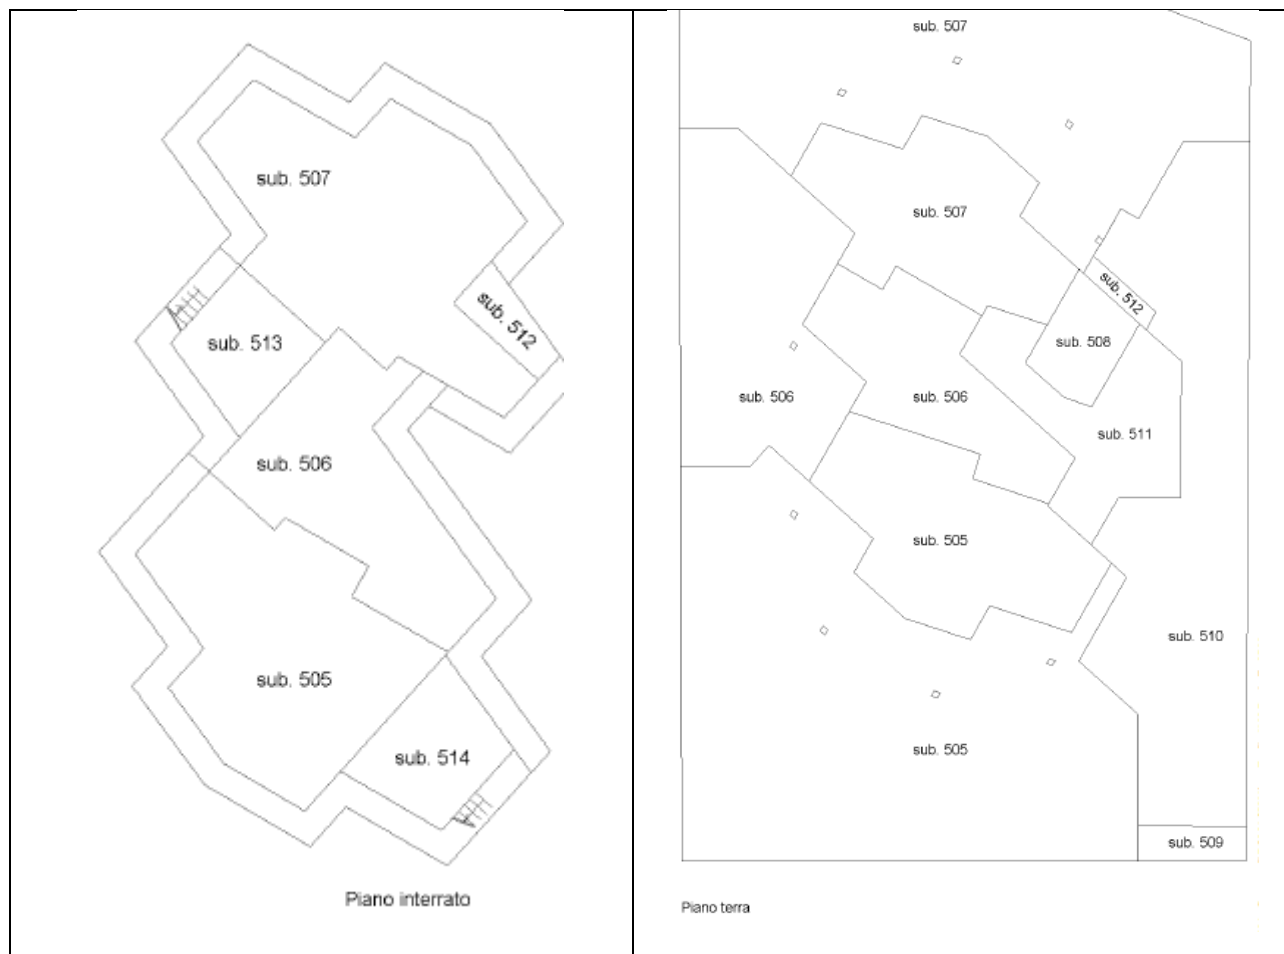 sub. 507
sub. 512
sub. 513
sub. 506
sub. 505
sub. 514
Piano interrato
sub. 507
sub. 507
sub. 512
sub. 508
sub. 506
sub. 506
sub. 511
sub. 505
sub. 510
sub. 505
sub. 509
Piano terra